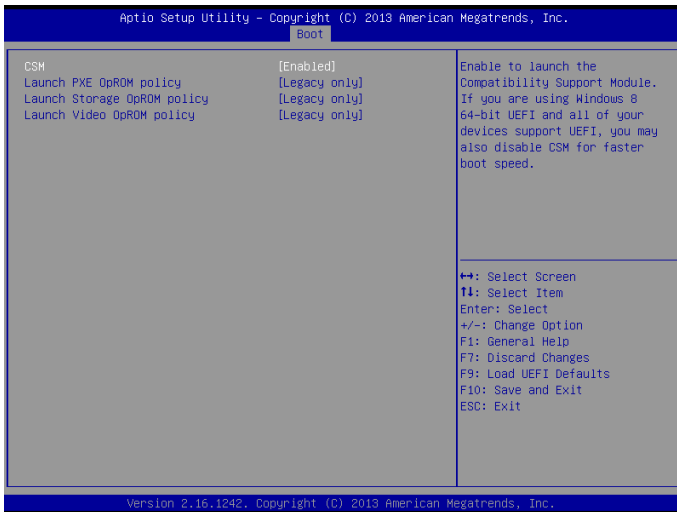 Aptio Setup Utility – Copyright (C) 2013 American Megatrends, Inc.
Boot
CSM [Enabled]
Launch PXE OpROM policy [Legacy only]
Launch Storage OpROM policy [Legacy only]
Launch Video OpROM policy [Legacy only]
Enable to launch the
Compatibility Support Module.
If you are using Windows 8
64-bit UEFI and all of your
devices support UEFI, you may
also disable CSM for faster
boot speed.
↔: Select Screen
↑↓: Select Item
Enter: Select
+/-: Change Option
F1: General Help
F7: Discard Changes
F9: Load UEFI Defaults
F10: Save and Exit
ESC: Exit
Version 2.16.1242. Copyright (C) 2013 American Megatrends, Inc.